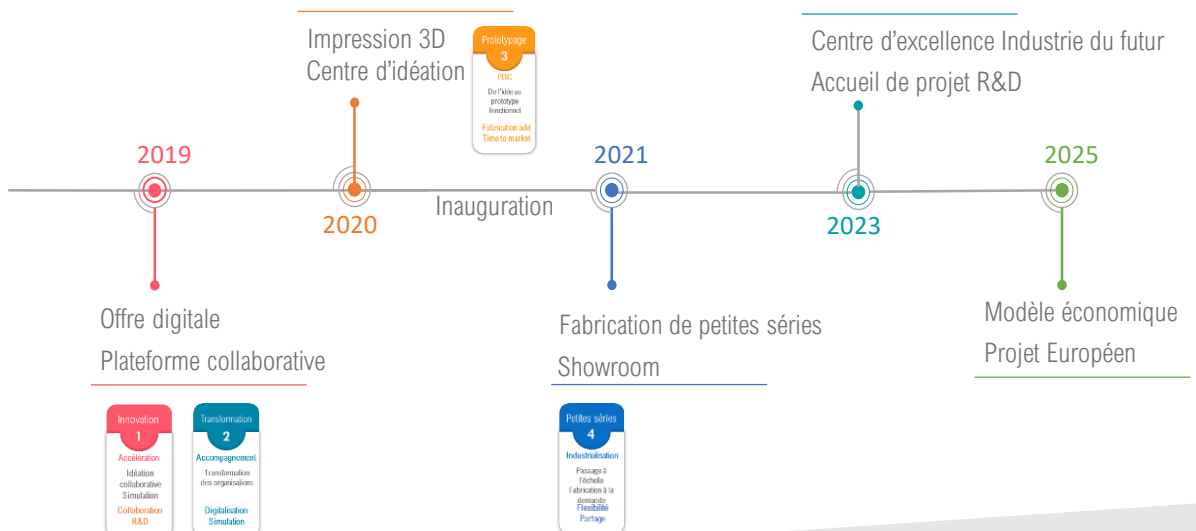 Impression 3D
Centre d'idéation
Prototypage
3
POC
De l'idée au
prototype
fonctionnel
Fabrication add
Time to market
Centre d'excellence Industrie du futur
Accueil de projet R&D
2019
2020
Inauguration
2021
2023
2025
Offre digitale
Plateforme collaborative
Fabrication de petites séries
Showroom
Modèle économique
Projet Européen
Innovation
1
Accélération
Idéation
collaborative
Simulation
Collaboration
R&D
Transformation
2
Accompagnement
Transformation
des organisations
Digitalisation
Simulation
Petites séries
4
Industrialisation
Passage à
l'échelle
Fabrication à la
demande
Flexibilité
Partage